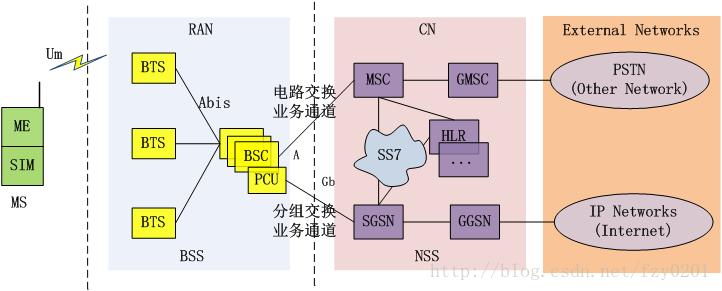 RAN
CN
External Networks
Um
BTS
MSC
GMSC
PSTN
(Other Network)
Abis
电路交换
业务通道
ME
SIM
MS
BTS
BSC
PCU
A
HLR
...
SS7
Gb
分组交换
业务通道
BTS
SGSN
GGSN
IP Networks
(Internet)
BSS
NSS
http://blog.csdn.net/fzy0201